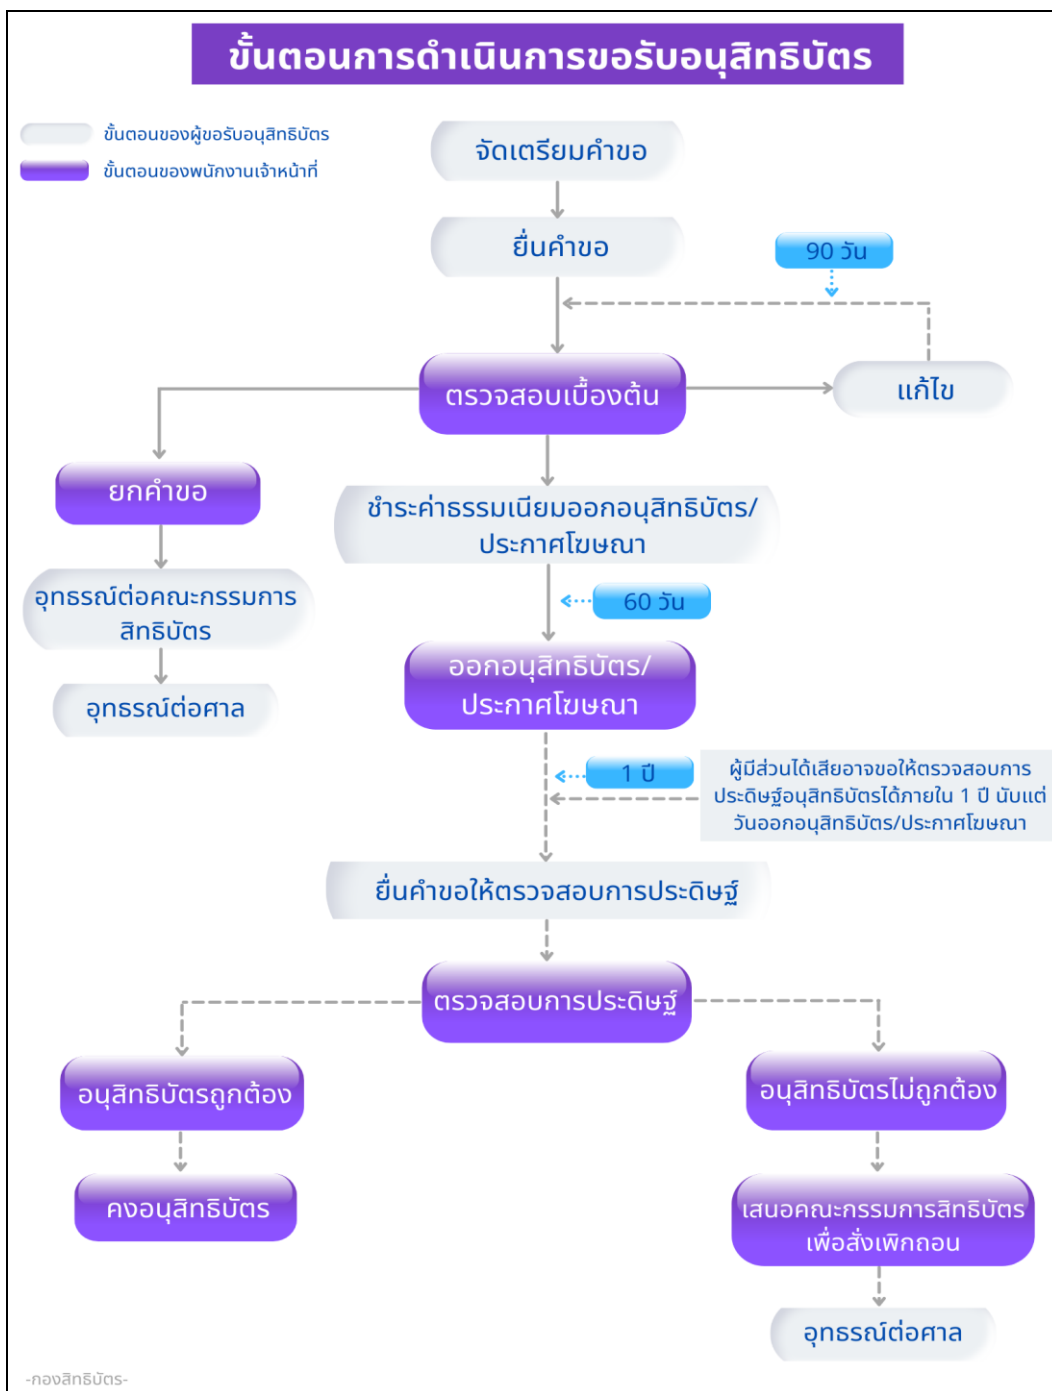 ขั้นตอนการดำเนินการขอรับอนุสิทธิบัตร
ขั้นตอนของผู้ขอรับอนุสิทธิบัตร
ขั้นตอนของพนักงานเจ้าหน้าที่
จัดเตรียมคำขอ
ยื่นคำขอ
90 วัน
ตรวจสอบเบื้องต้น
แก้ไข
ยกคำขอ
ชำระค่าธรรมเนียมออกอนุสิทธิบัตร/
ประกาศโฆษณา
อุทธรณ์ต่อคณะกรรมการ
สิทธิบัตร
60 วัน
ออกอนุสิทธิบัตร/
ประกาศโฆษณา
อุทธรณ์ต่อศาล
1 ปี
ผู้มีส่วนได้เสียอาจขอให้ตรวจสอบการ
ประดิษฐ์อนุสิทธิบัตรได้ภายใน 1 ปี นับแต่
วันออกอนุสิทธิบัตร/ประกาศโฆษณา
ยื่นคำขอให้ตรวจสอบการประดิษฐ์
ตรวจสอบการประดิษฐ์
อนุสิทธิบัตรถูกต้อง
อนุสิทธิบัตรไม่ถูกต้อง
คงอนุสิทธิบัตร
เสนอคณะกรรมการสิทธิบัตร
เพื่อสั่งเพิกถอน
อุทธรณ์ต่อศาล
-กองสิทธิบัตร-